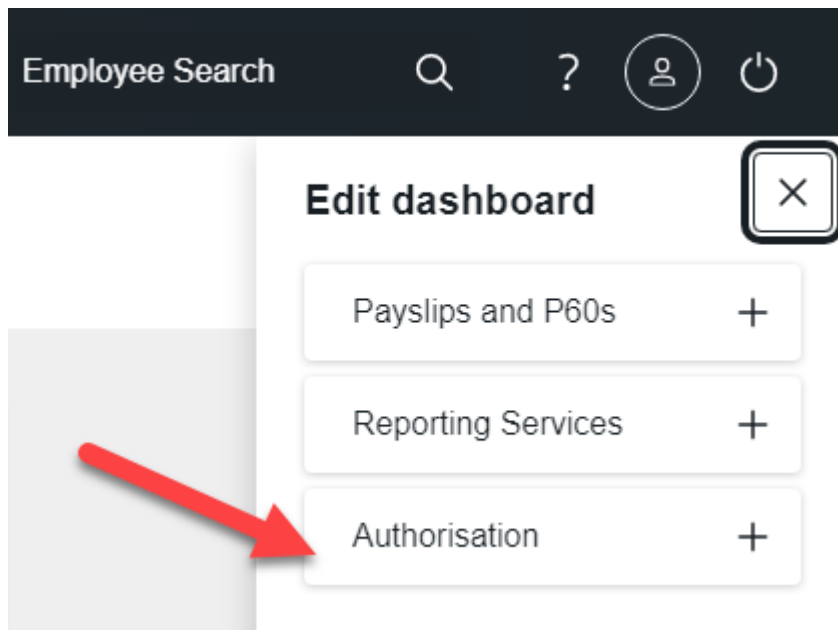 Employee Search
Edit dashboard
Payslips and P60s
Reporting Services
Authorisation